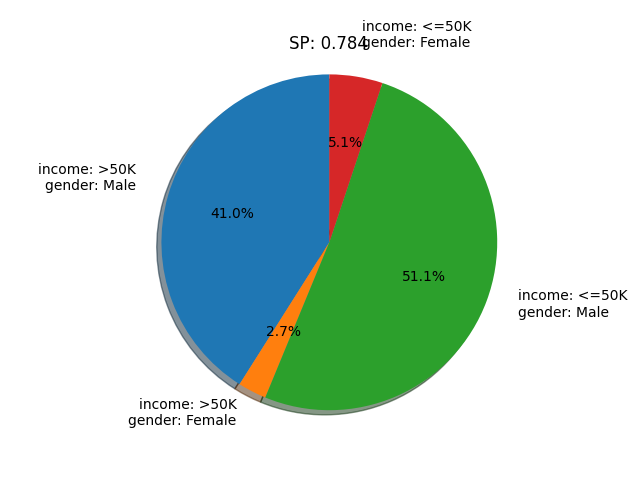 SP: 0.784
income: <=50K
gender: Female
5.1%
income: >50K
gender: Male
41.0%
51.1%
income: <=50K
gender: Male
2.7%
income: >50K
gender: Female